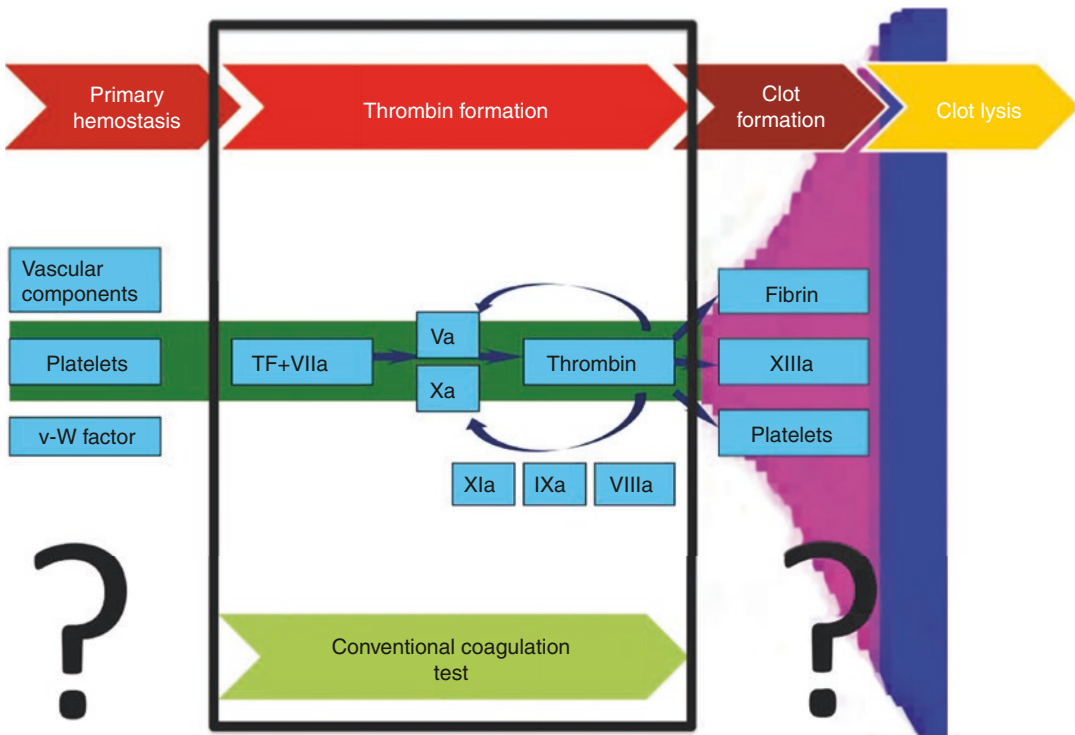 Primary
hemostasis
Thrombin formation
Clot
formation
Clot lysis
Vascular
components
Platelets
v-W factor
TF+VIIa
Va
Xa
Thrombin
XIa
IXa
VIIIa
Fibrin
XIIIa
Platelets
?
?
Conventional coagulation
test